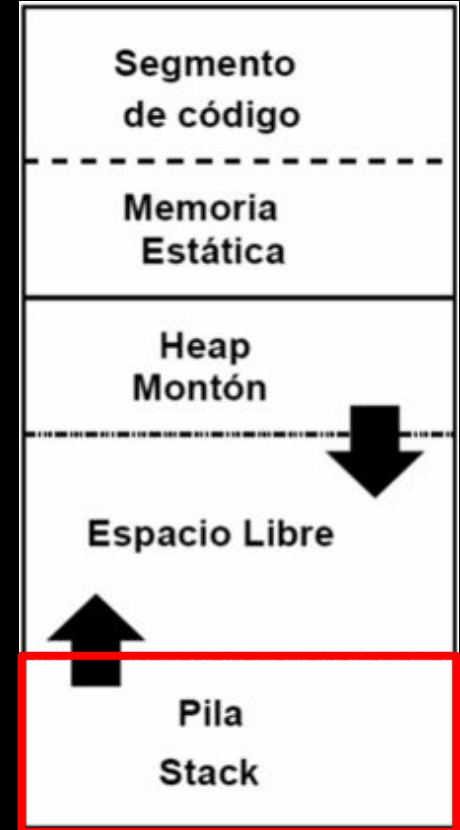 Segmento
de código
Memoria
Estática
Heap
Montón
Espacio Libre
Pila
Stack